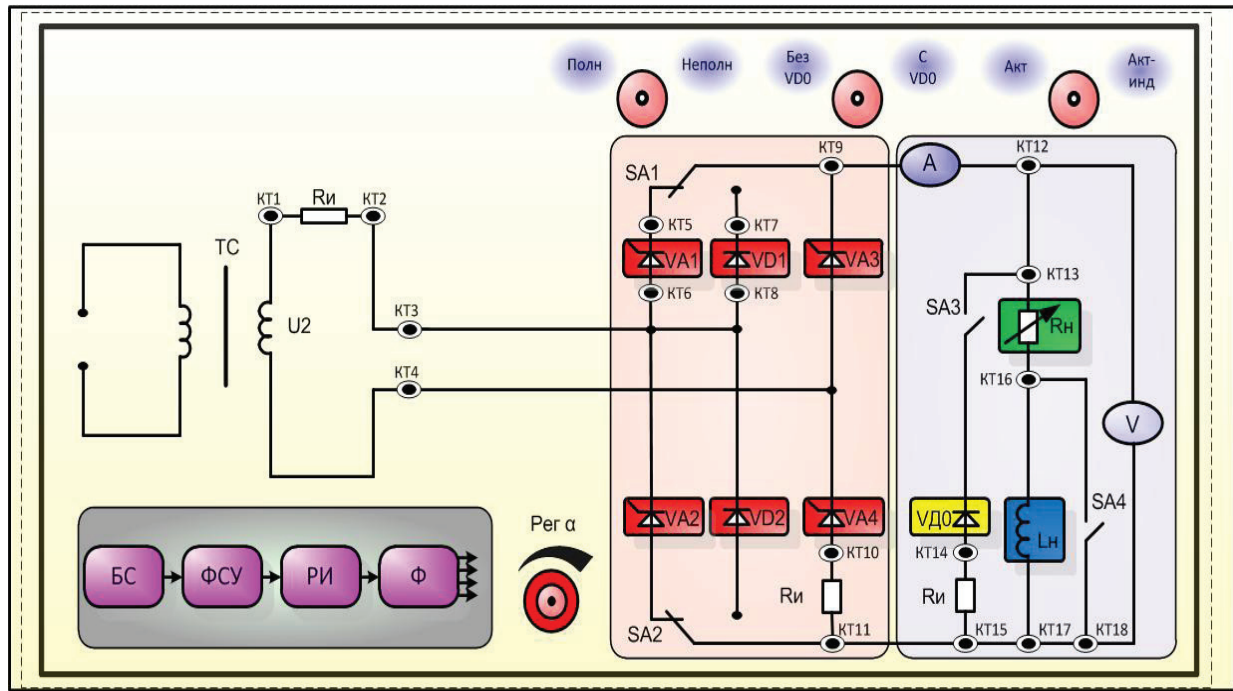 Полн
Неполн
Без
VD0
С
VD0
Акт
Акт-
инд
КТ9
А
КТ12
SA1
КТ1
Rи
КТ2
КТ5
КТ7
ТС
VA1
VD1
VA3
КТ13
КТ6
КТ8
SA3
Rн
U2
КТ3
КТ4
КТ16
V
VA2
VD2
VA4
VД0
Lн
SA4
Рег α
КТ10
КТ14
БС
ФСУ
РИ
Ф
Rи
Rи
SA2
КТ11
КТ15
КТ17
КТ18